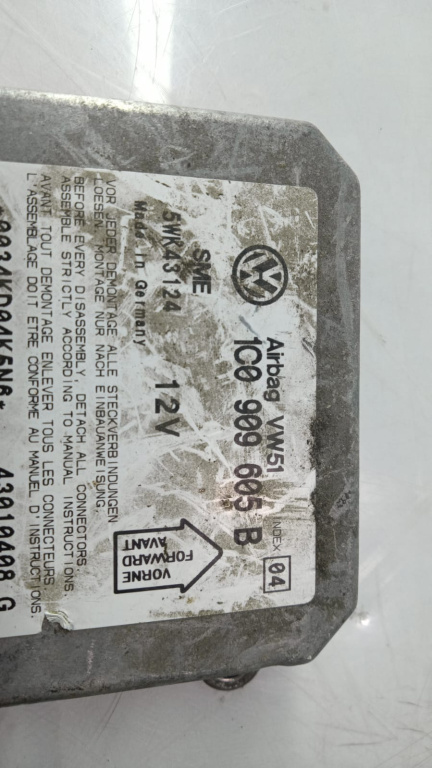 Airbag VW51
1C0 909 605 B
INDEX 04
SME
5WK43124 12V
Made in Germany
VORNE
FORWARD
AVANT
VOR JEDER DEMONTAGE ALLE STECKVERBINDUNGEN
LOESEN. MONTAGE NUR NACH EINBAUANWEISUNG.
BEFORE EVERY DISASSEMBLY, DETACH ALL CONNECTORS.
ASSEMBLE STRICTLY ACCORDING TO MANUAL INSTRUCTIONS.
AVANT TOUT DEMONTAGE ENLEVER TOUS LES CONNECTEURS.
L'ASSEMBLAGE DOIT ETRE CONFORME AU MANUEL D'INSTRUCTIONS.
43010408 G